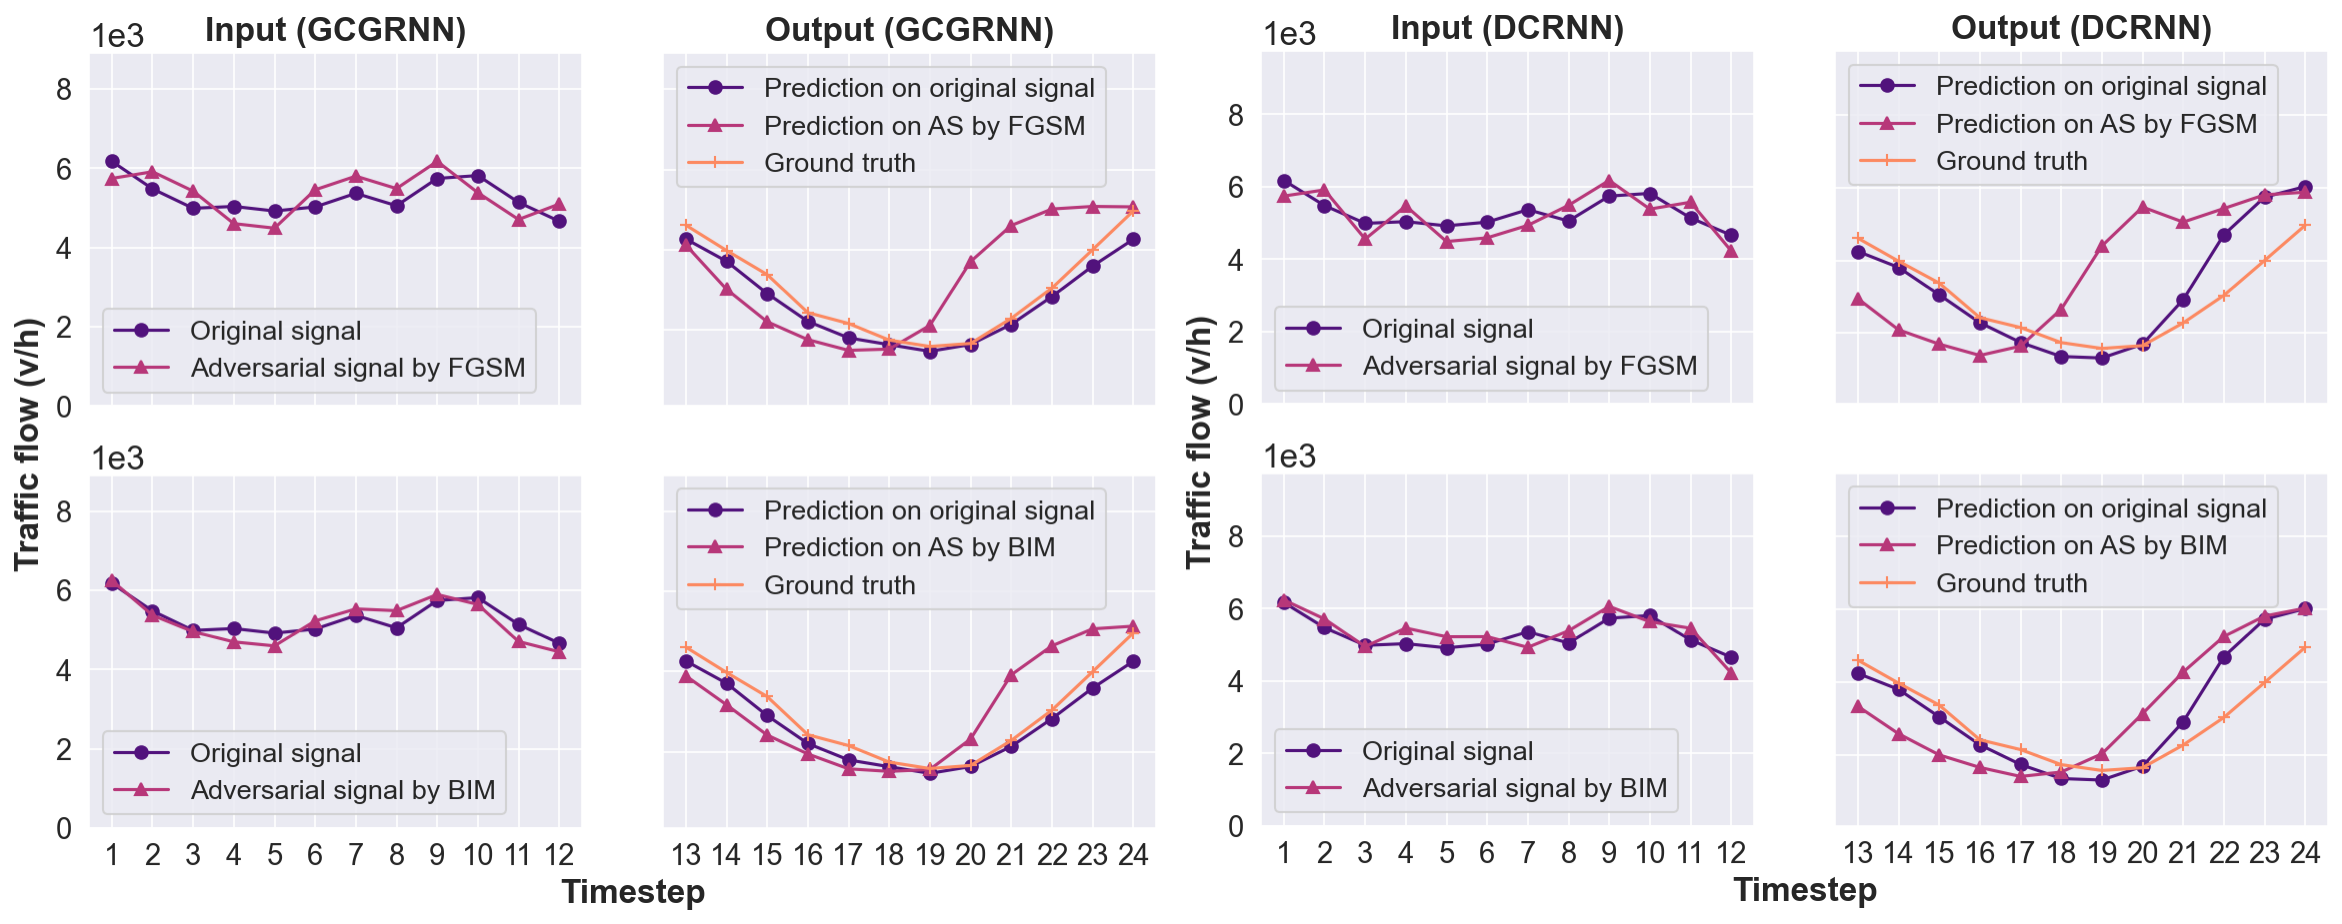 Input (GCGRNN)
Output (GCGRNN)
Input (DCRNN)
Output (DCRNN)
1e3
8
6
4
2
0
Original signal
Adversarial signal by FGSM
Prediction on original signal
Prediction on AS by FGSM
Ground truth
1e3
8
6
4
2
0
Original signal
Adversarial signal by FGSM
Prediction on original signal
Prediction on AS by FGSM
Ground truth
Traffic flow (v/h)
Traffic flow (v/h)
1e3
8
6
4
2
0
Original signal
Adversarial signal by BIM
1 2 3 4 5 6 7 8 9 10 11 12
Prediction on original signal
Prediction on AS by BIM
Ground truth
13 14 15 16 17 18 19 20 21 22 23 24
Timestep
1e3
8
6
4
2
0
Original signal
Adversarial signal by BIM
1 2 3 4 5 6 7 8 9 10 11 12
Prediction on original signal
Prediction on AS by BIM
Ground truth
13 14 15 16 17 18 19 20 21 22 23 24
Timestep